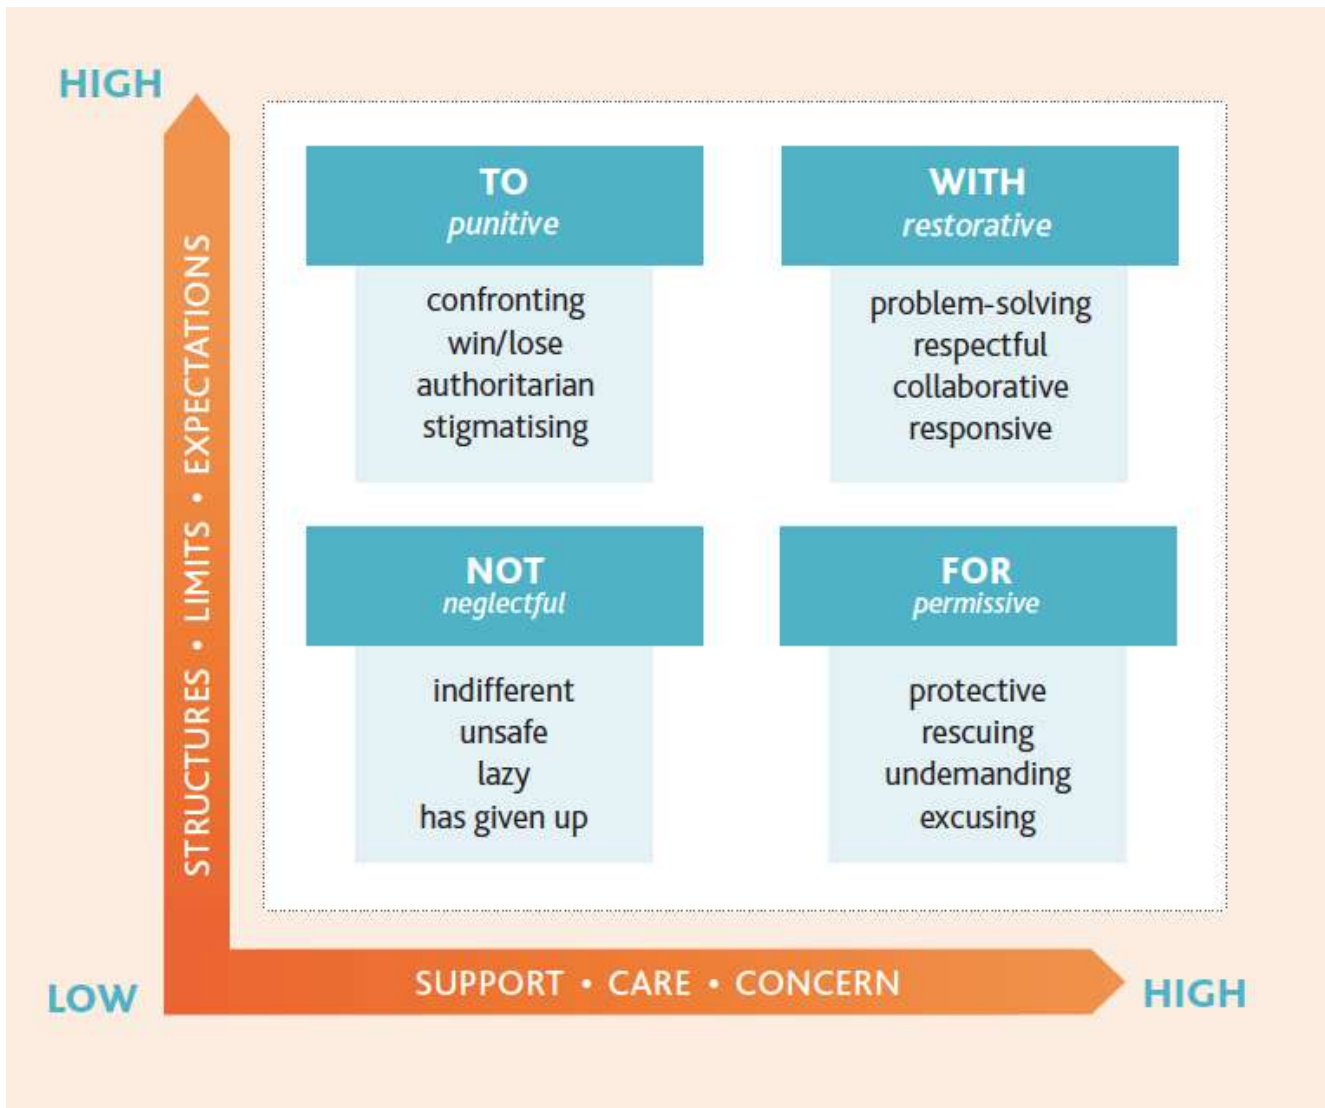 HIGH
TO
punitive
confronting
win/lose
authoritarian
stigmatising
WITH
restorative
problem-solving
respectful
collaborative
responsive
STRUCTURES • LIMITS • EXPECTATIONS
NOT
neglectful
indifferent
unsafe
lazy
has given up
FOR
permissive
protective
rescuing
undemanding
excusing
LOW
SUPPORT • CARE • CONCERN
HIGH